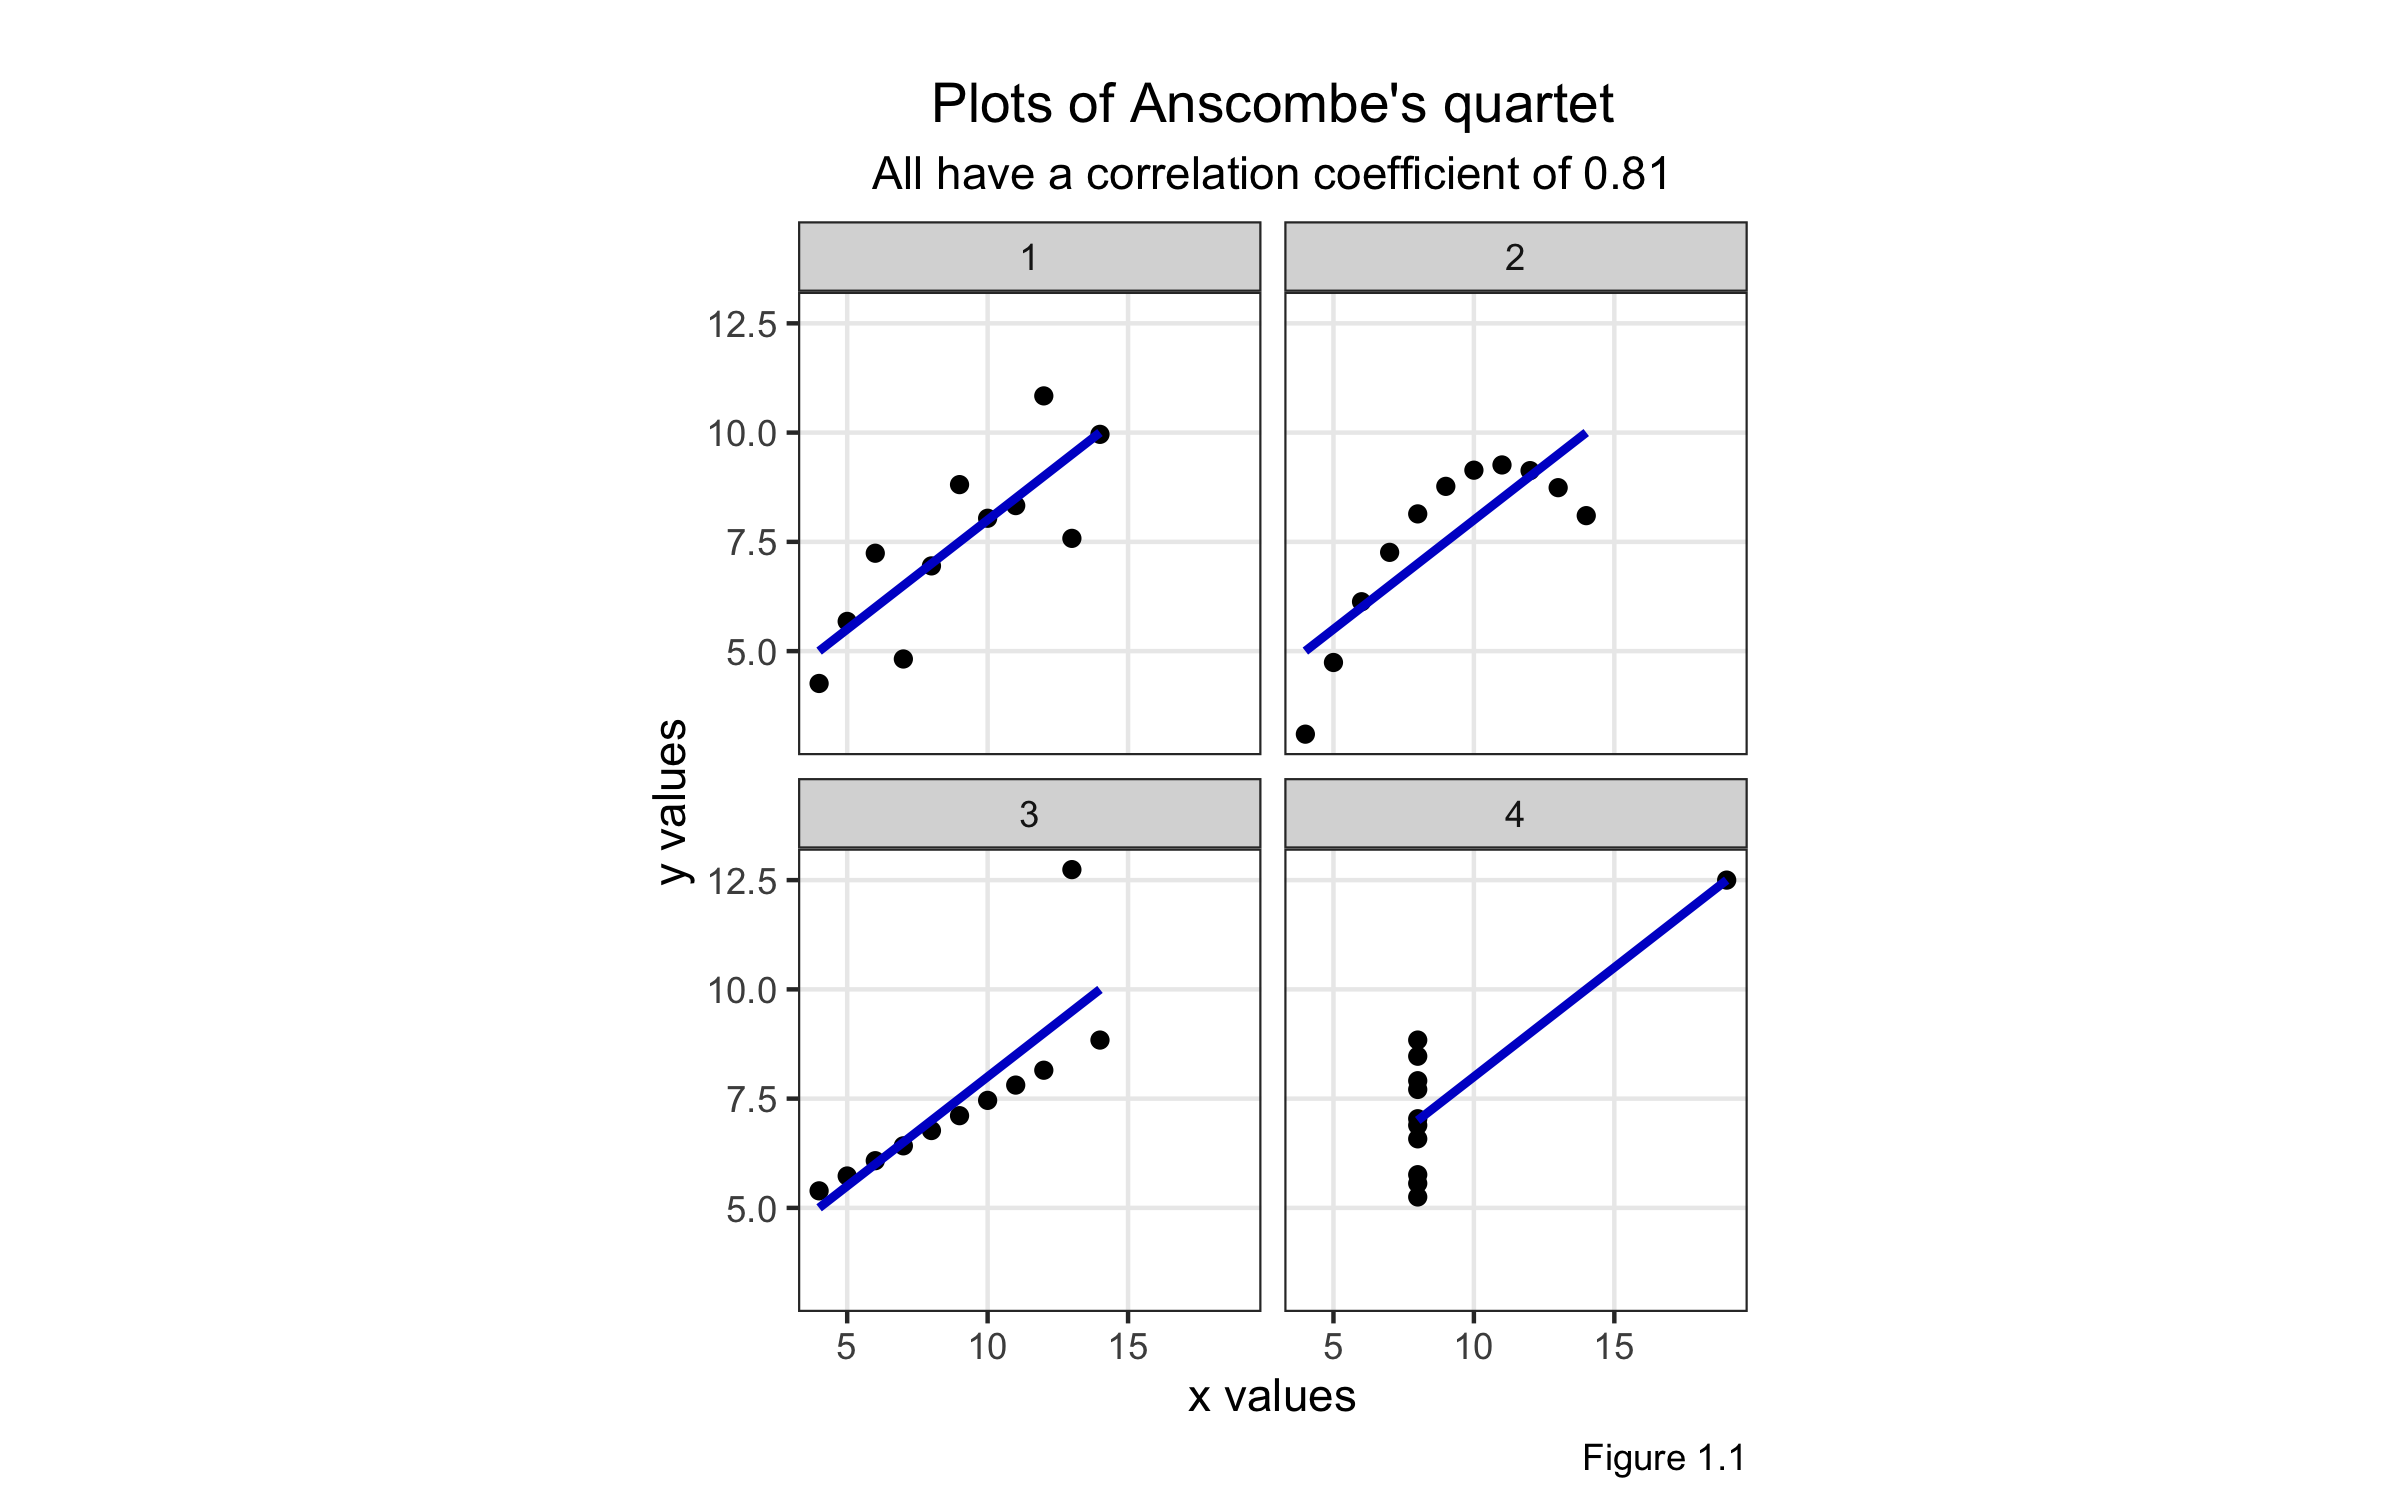 Plots of Anscombe's quartet
All have a correlation coefficient of 0.81
1
2
12.5
10.0
7.5
5.0
y values
3
4
12.5
10.0
7.5
5.0
5 10 15
5 10 15
x values
Figure 1.1